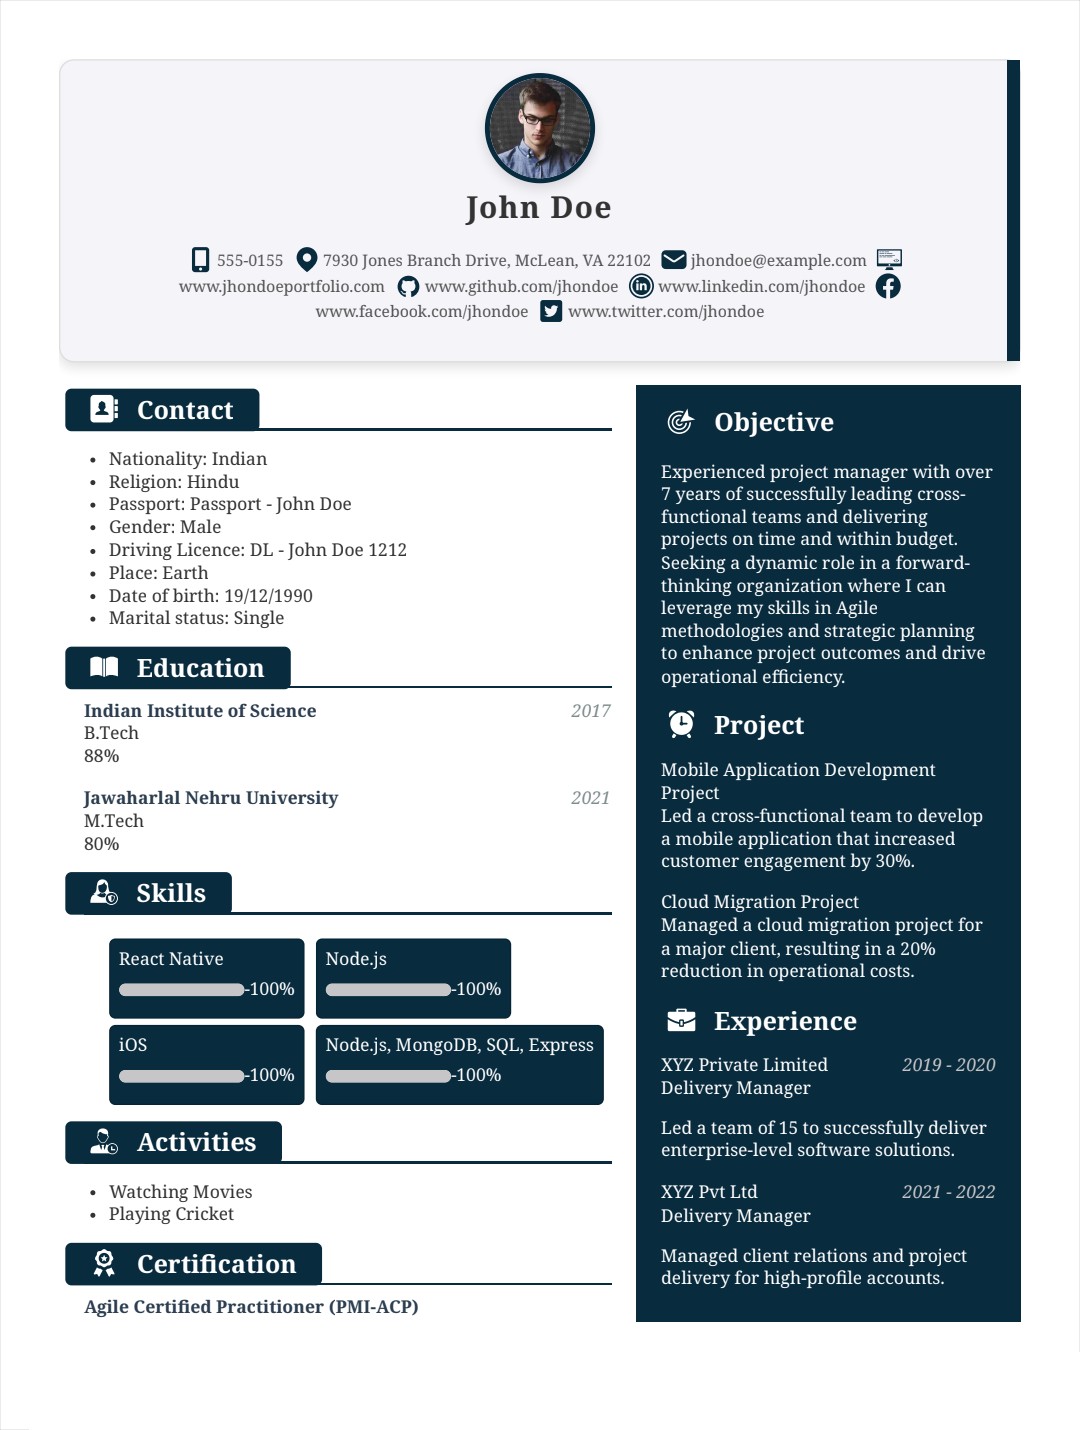 John Doe
555-0155 7930 Jones Branch Drive, McLean, VA 22102 jhondoe@example.com
www.jhondoeportfolio.com www.github.com/jhondoe www.linkedin.com/jhondoe
www.facebook.com/jhondoe www.twitter.com/jhondoe
Contact
• Nationality: Indian
• Religion: Hindu
• Passport: Passport - John Doe
• Gender: Male
• Driving Licence: DL - John Doe 1212
• Place: Earth
• Date of birth: 19/12/1990
• Marital status: Single
Education
Indian Institute of Science 2017
B.Tech
88%
Jawaharlal Nehru University 2021
M.Tech
80%
Skills
React Native
-100%
Node.js
-100%
iOS
-100%
Node.js, MongoDB, SQL, Express
-100%
Activities
• Watching Movies
• Playing Cricket
Certification
Agile Certified Practitioner (PMI-ACP)
Objective
Experienced project manager with over
7 years of successfully leading cross-
functional teams and delivering
projects on time and within budget.
Seeking a dynamic role in a forward-
thinking organization where I can
leverage my skills in Agile
methodologies and strategic planning
to enhance project outcomes and drive
operational efficiency.
Project
Mobile Application Development
Project
Led a cross-functional team to develop
a mobile application that increased
customer engagement by 30%.
Cloud Migration Project
Managed a cloud migration project for
a major client, resulting in a 20%
reduction in operational costs.
Experience
XYZ Private Limited 2019 - 2020
Delivery Manager
Led a team of 15 to successfully deliver
enterprise-level software solutions.
XYZ Pvt Ltd 2021 - 2022
Delivery Manager
Managed client relations and project
delivery for high-profile accounts.